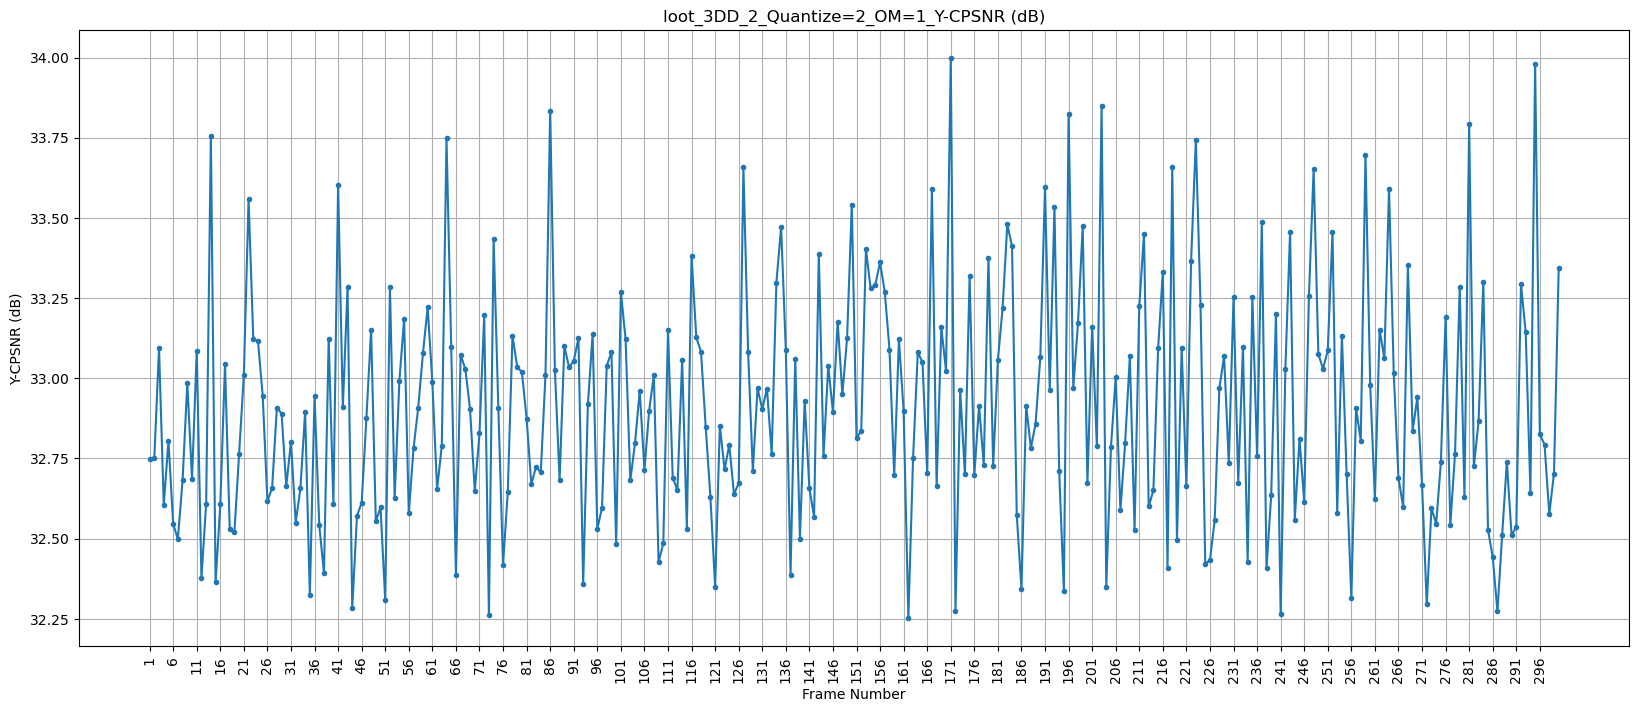 loot_3DD_2_Quantize=2_OM=1_Y-CPSNR (dB)
Y-CPSNR (dB)
34.00
33.75
33.50
33.25
33.00
32.75
32.50
32.25
1 6 11 16 21 26 31 36 41 46 51 56 61 66 71 76 81 86 91 96 101 106 111 116 121 126 131 136 141 146 151 156 161 166 171 176 181 186 191 196 201 206 211 216 221 226 231 236 241 246 251 256 261 266 271 276 281 286 291 296
Frame Number